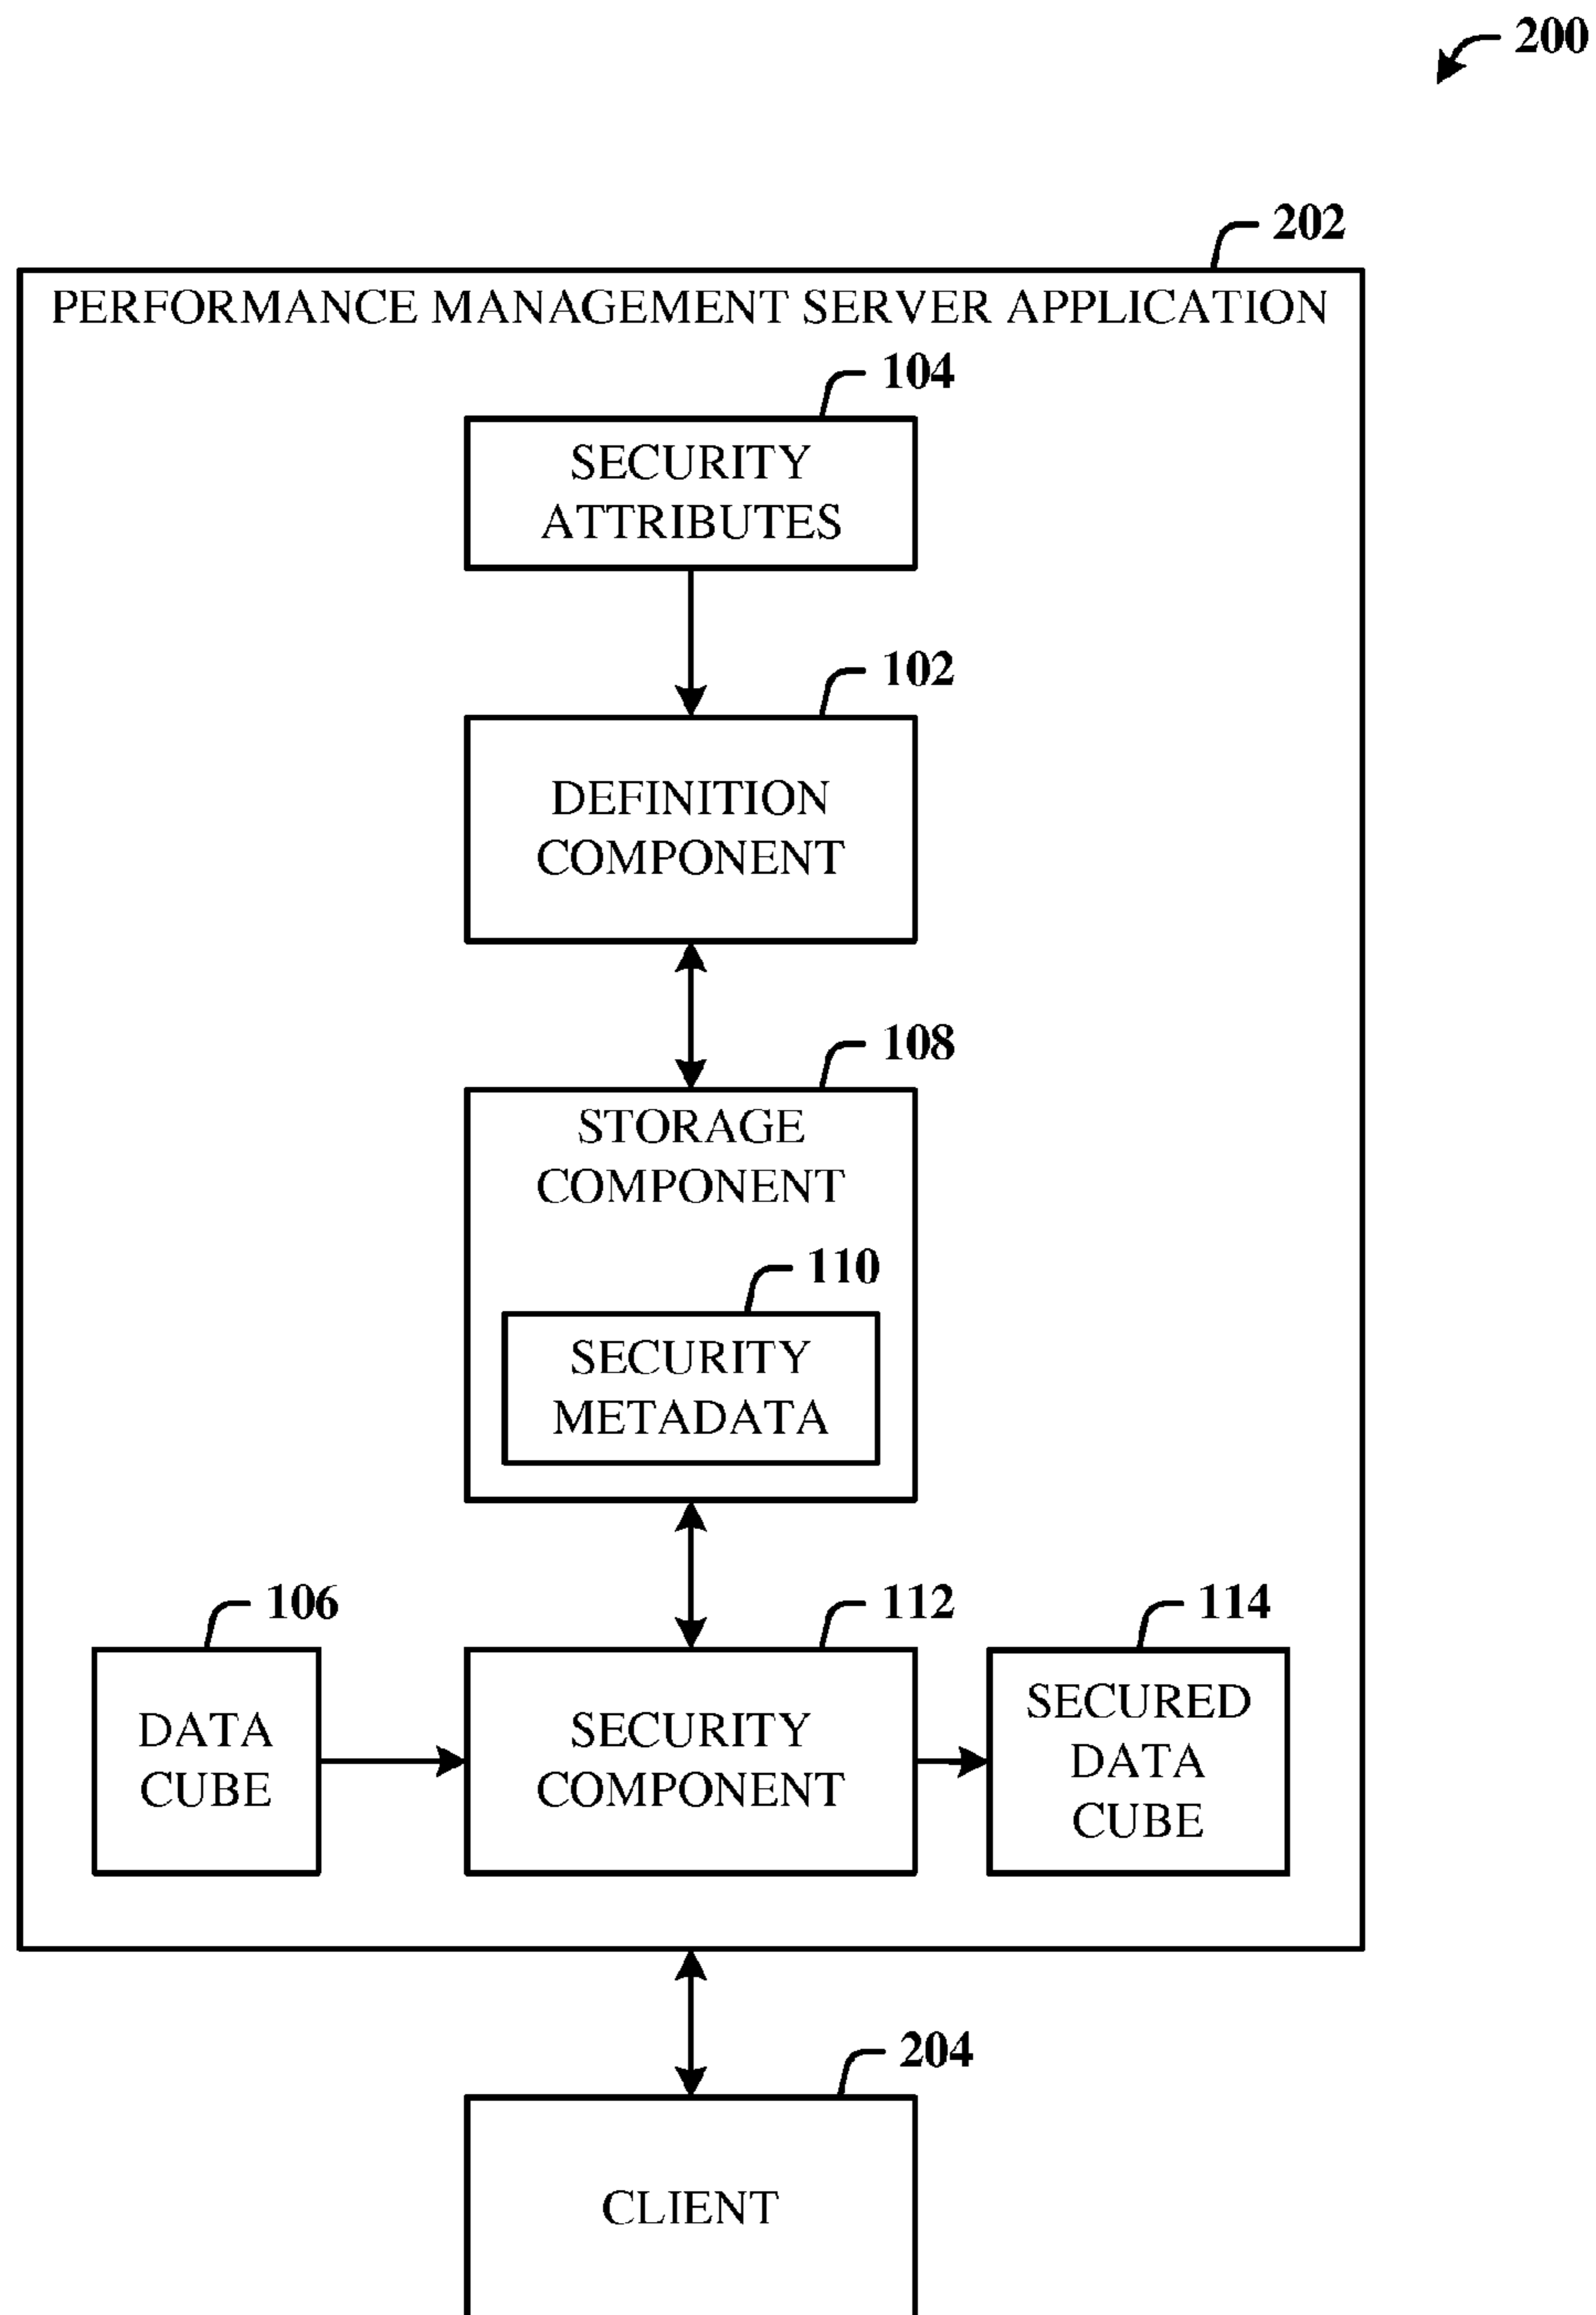 200
202
PERFORMANCE MANAGEMENT SERVER APPLICATION
104
SECURITY
ATTRIBUTES
102
DEFINITION
COMPONENT
108
STORAGE
COMPONENT
110
SECURITY
METADATA
106
DATA
CUBE
112
SECURITY
COMPONENT
114
SECURED
DATA
CUBE
204
CLIENT